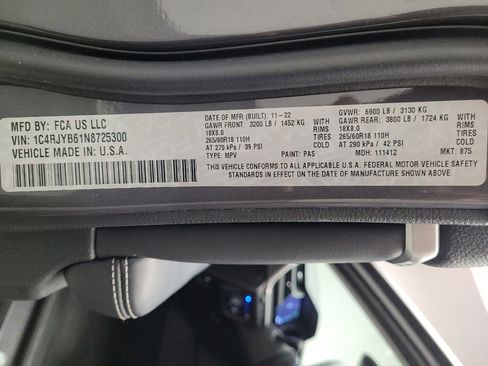 MFD BY: FCA US LLC
VIN: 1C4RJYB61N8725300
VEHICLE MADE IN: U.S.A.
DATE OF MFR (BUILT): 11-22
GAWR FRONT: 3200 LB / 1452 KG WITH
18X8.0 RIMS
265/60R18 110H TIRES
AT 270 kPa / 39 PSI
TYPE: MPV
GVWR: 6900 LB / 3130 KG
GAWR REAR: 3800 LB / 1724 KG WITH
18X8.0 RIMS
265/60R18 110H TIRES
AT 290 kPa / 42 PSI
PAINT: PAS MDH: 111412 MKT: 875
THIS VEHICLE CONFORMS TO ALL APPLICABLE U.S.A. FEDERAL MOTOR VEHICLE SAFETY
STANDARDS IN EFFECT ON THE DATE OF MANUFACTURE SHOWN ABOVE